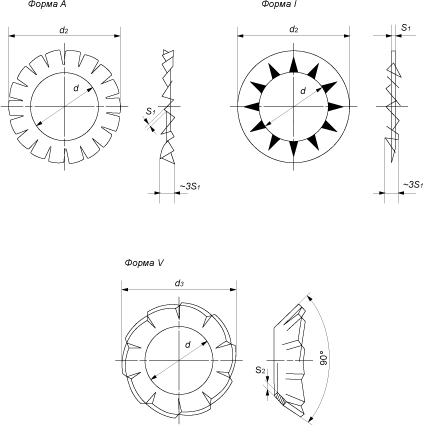 Форма A
Форма I
d₂
d₂
S₁
d
S₁
d
~3S₁
~3S₁
Форма V
d₃
d
S₂
90°